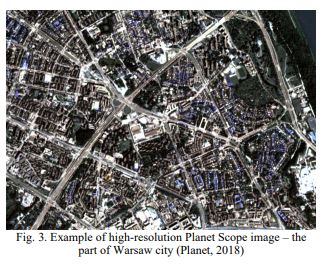 Fig. 3. Example of high-resolution Planet Scope image – the
part of Warsaw city (Planet, 2018)